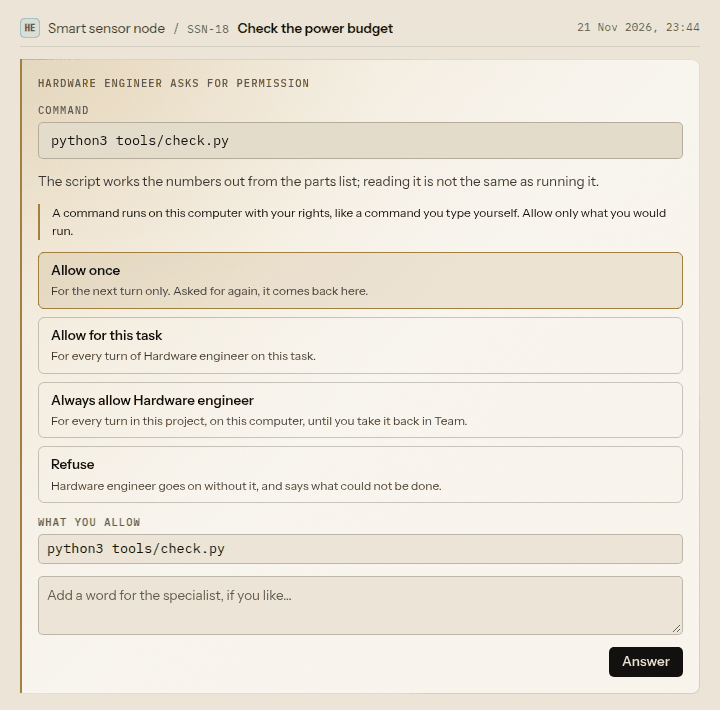 HE Smart sensor node / SSN-18 Check the power budget 21 Nov 2026, 23:44
HARDWARE ENGINEER ASKS FOR PERMISSION
COMMAND
python3 tools/check.py
The script works the numbers out from the parts list; reading it is not the same as running it.
A command runs on this computer with your rights, like a command you type yourself. Allow only what you would
run.
Allow once
For the next turn only. Asked for again, it comes back here.
Allow for this task
For every turn of Hardware engineer on this task.
Always allow Hardware engineer
For every turn in this project, on this computer, until you take it back in Team.
Refuse
Hardware engineer goes on without it, and says what could not be done.
WHAT YOU ALLOW
python3 tools/check.py
Add a word for the specialist, if you like…
Answer